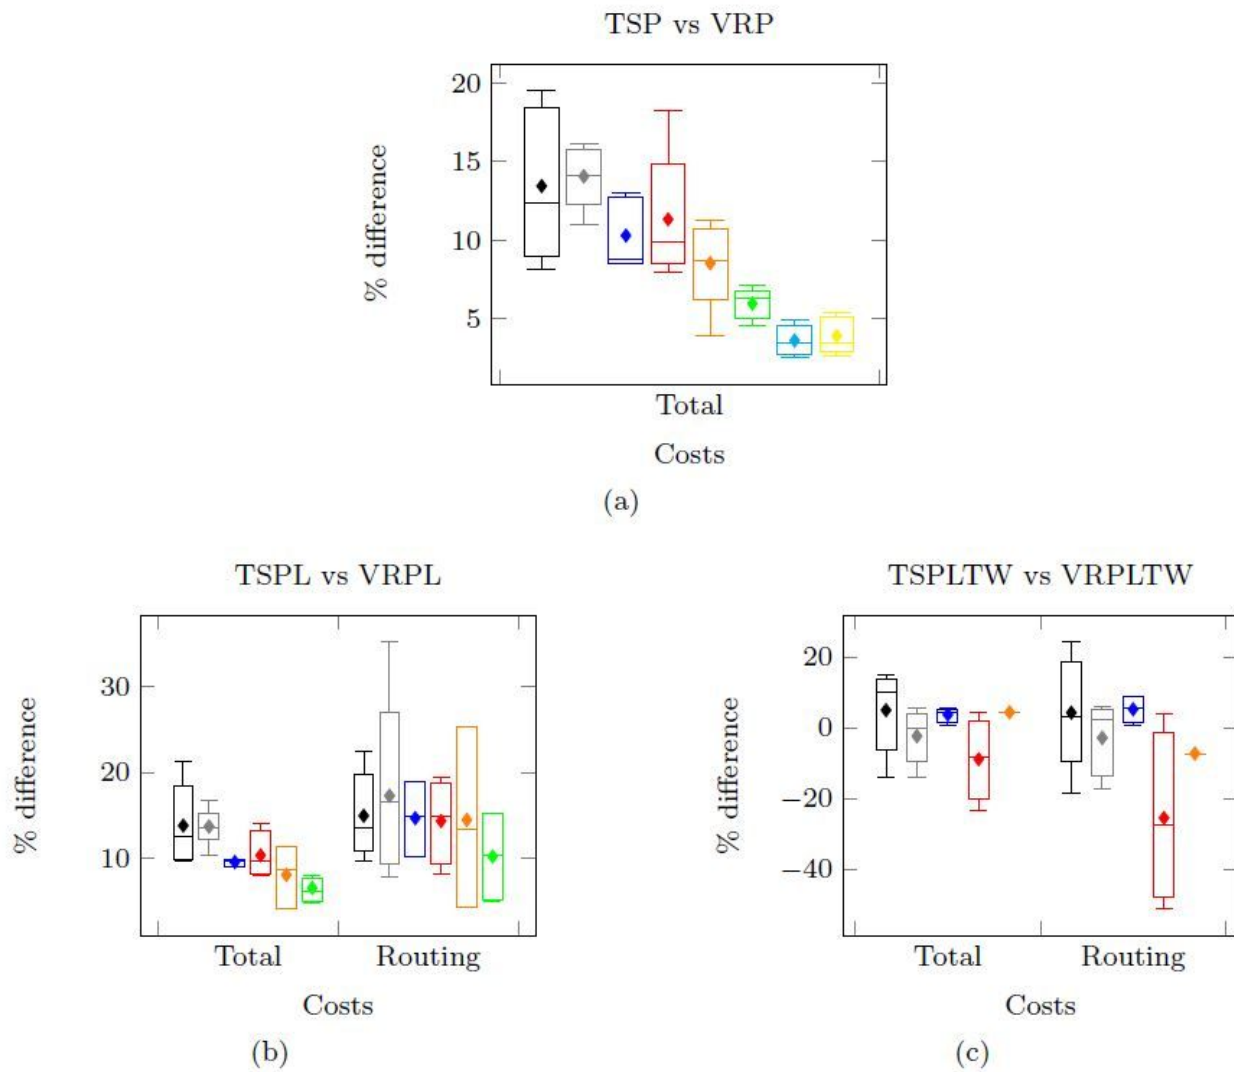 TSP vs VRP
20
15
10
5
% difference
Total
Costs
(a)
TSPL vs VRPL
30
20
10
% difference
Total Routing
Costs
(b)
TSPLTW vs VRPLTW
20
0
−20
−40
% difference
Total Routing
Costs
(c)